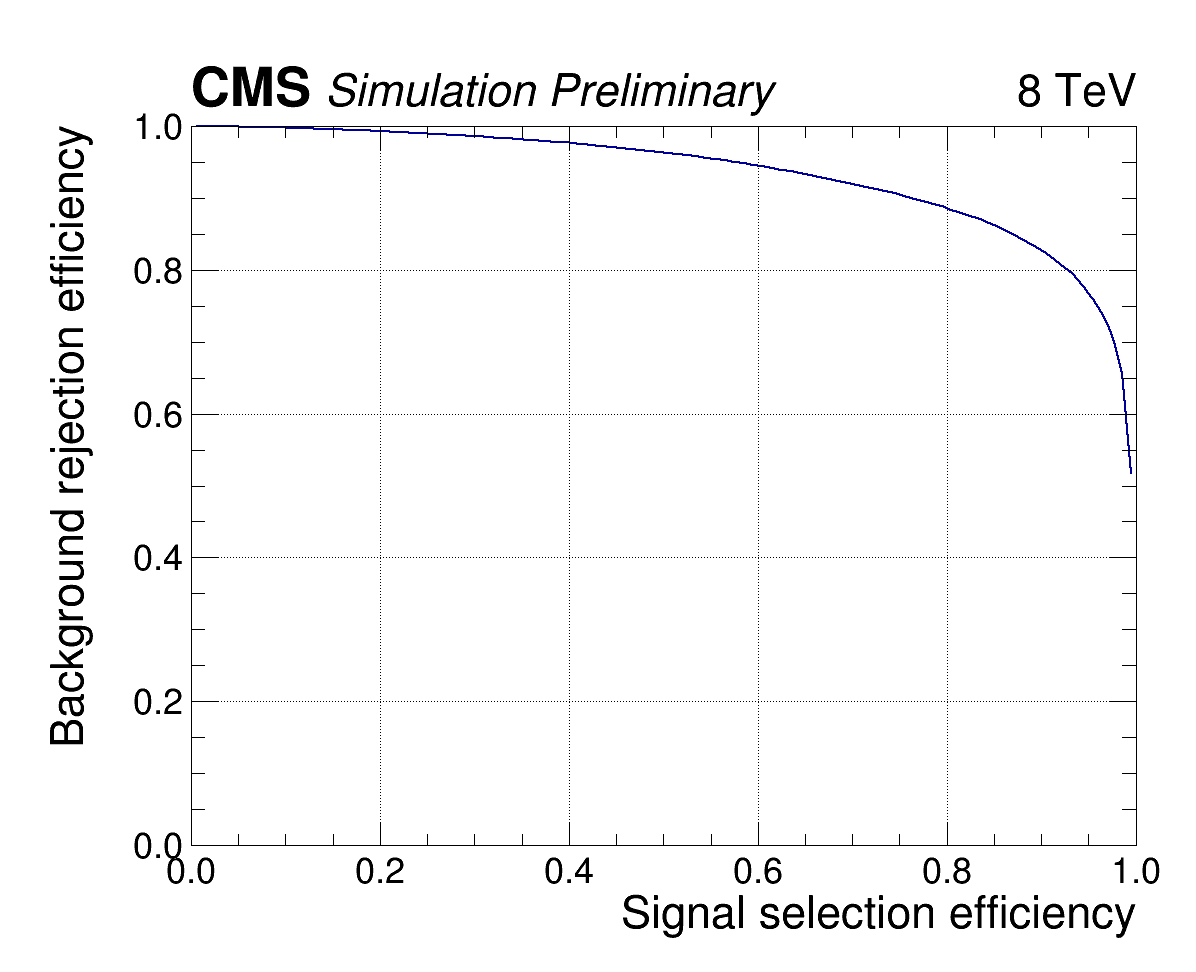 CMS Simulation Preliminary 8 TeV
Background rejection efficiency
1.0
0.8
0.6
0.4
0.2
0.0
0.0 0.2 0.4 0.6 0.8 1.0
Signal selection efficiency